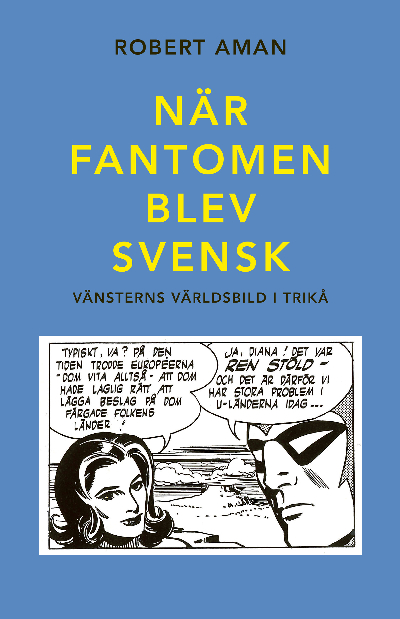 ROBERT AMAN
NÄR
FANTOMEN
BLEV
SVENSK
VÄNSTERNS VÄRLDSBILD I TRIKÅ
TYPISKT, VA? PÅ DEN
TIDEN TRODDE EUROPÉERNA
- DOM VITA ALLTSÅ - ATT DOM
HADE LAGLIG RÄTT ATT
LÄGGA BESLAG PÅ DOM
FÄRGADE FOLKENS
LÄNDER!
JA, DIANA! DET VAR
REN STÖLD -
OCH DET ÄR DÄRFÖR VI
HAR STORA PROBLEM I
U-LÄNDERNA IDAG...